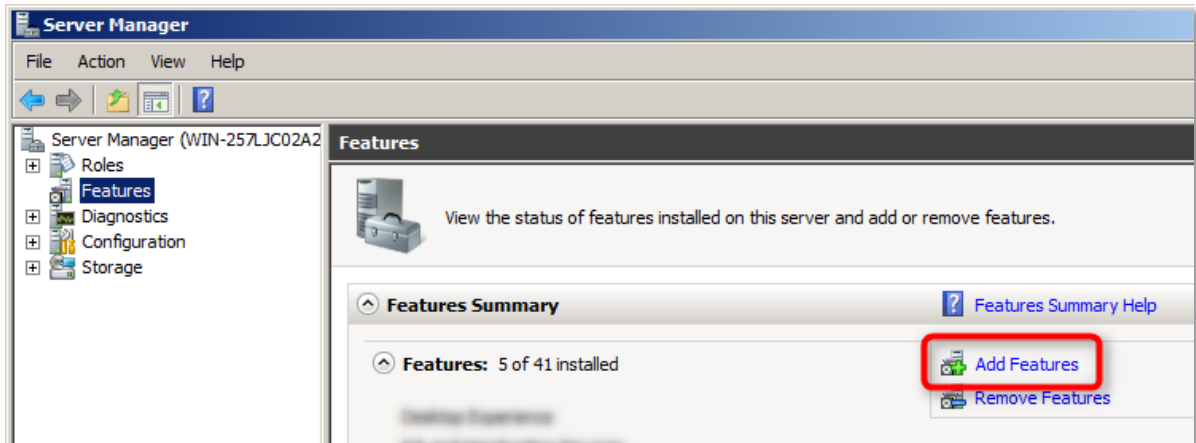 Server Manager
File Action View Help
Server Manager (WIN-257LJC02A2
Roles
Features
Diagnostics
Configuration
Storage
Features
View the status of features installed on this server and add or remove features.
Features Summary
Features Summary Help
Features: 5 of 41 installed
Add Features
Remove Features